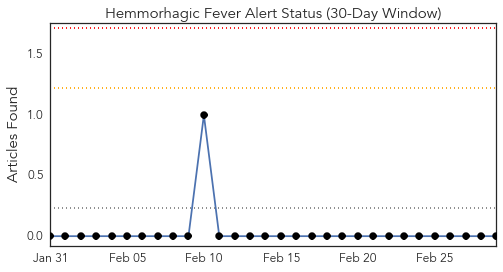 Hemmorhagic Fever Alert Status (30-Day Window)
Articles Found
1.5
1.0
0.5
0.0
Jan 31 Feb 05 Feb 10 Feb 15 Feb 20 Feb 25